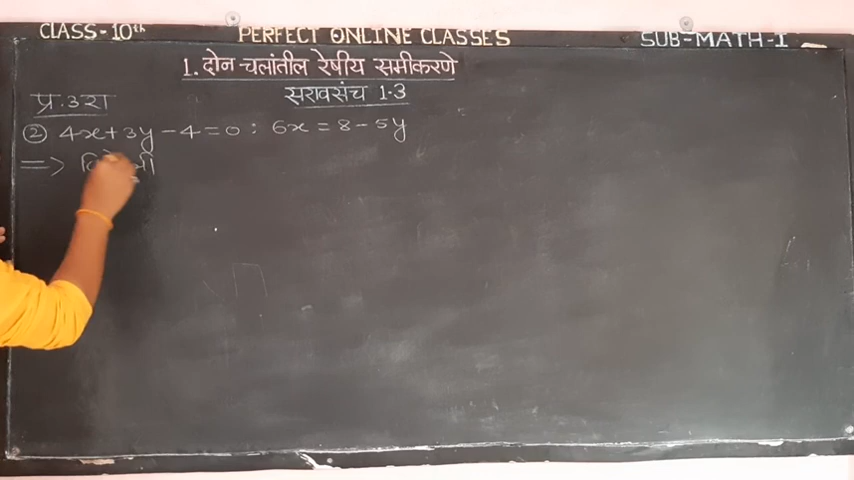 CLASS-10th PERFECT ONLINE CLASSES SUB-MATH-I
1. दोन चलांतील रेषीय समीकरणे
सरावसंच 1.3
प्र.3रा
② 4x+3y-4=0 : 6x=8-5y
=>